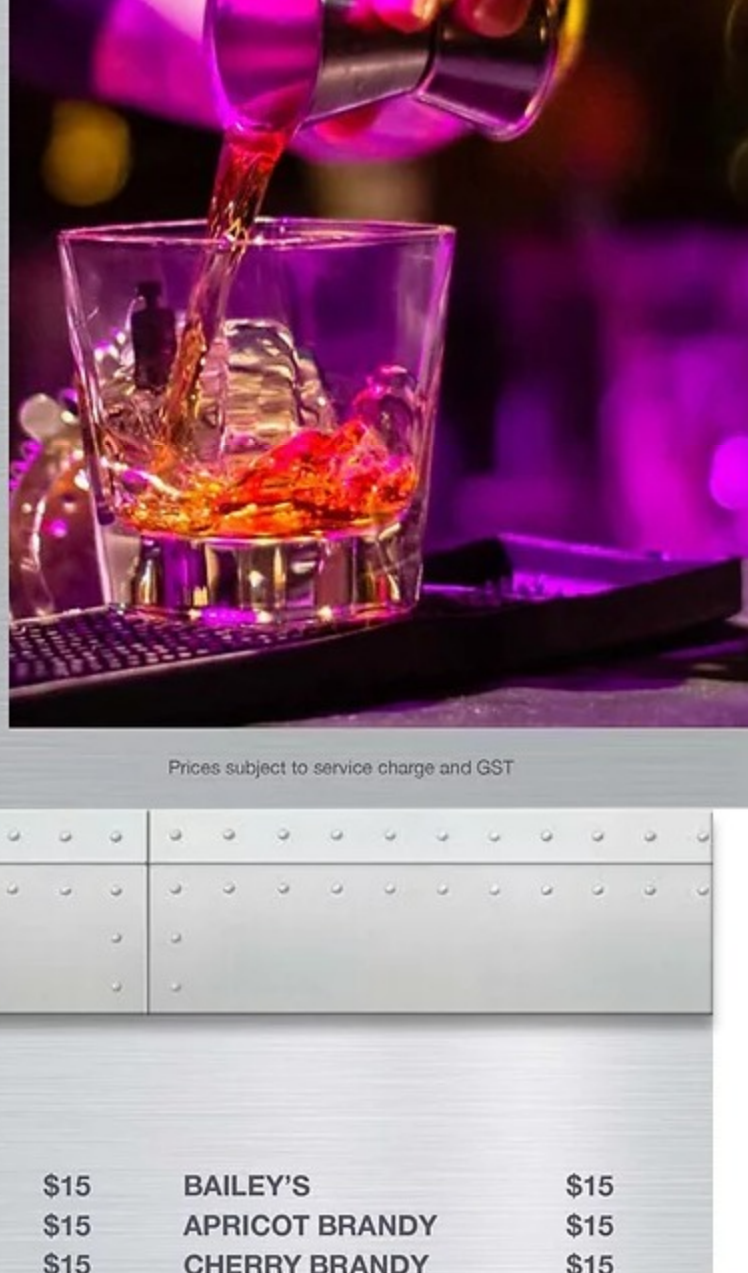 Prices subject to service charge and GST
$15 BAILEY'S $15
$15 APRICOT BRANDY $15
$15 CHERRY BRANDY $15